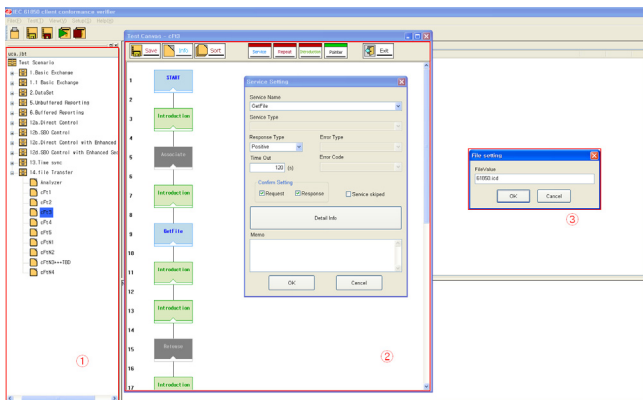 IEC 61850 client conformance verifier
ucs.jbt
Test Scenario
1.Basic Exchange
1.1 Basic Exchange
2.DataSet
5.Unbuffered Reporting
6.Buffered Reporting
12a.Direct Control
12b.SBO Control
12c.Direct Control with Enhanced
12d.SBO Control with Enhanced Sec
13.Time sync
14.file Transfer
Analyzer
cFt1
cFt2
cFt3
cFt4
cFt5
cFtN1
cFtN2
cFtN3+++TBD
cFtN4
①
Test Canvas - cFt3
Save
Info
Sort
Service
Repeat
Introduction
Pointer
Exit
1
START
2
3
Introduction
4
5
Associate
6
7
Introduction
8
9
GetFile
10
11
Introduction
12
13
Introduction
14
15
Release
16
17
Introduction
②
Service Setting
Service Name
GetFile
Service Type
Response Type
Error Type
Positive
Time Out
Error Code
120 (s)
Confirm Setting
Request
Response
Service skiped
Detail Info
Memo
OK
Cancel
File setting
FileValue
61850.icd
OK
Cancel
③